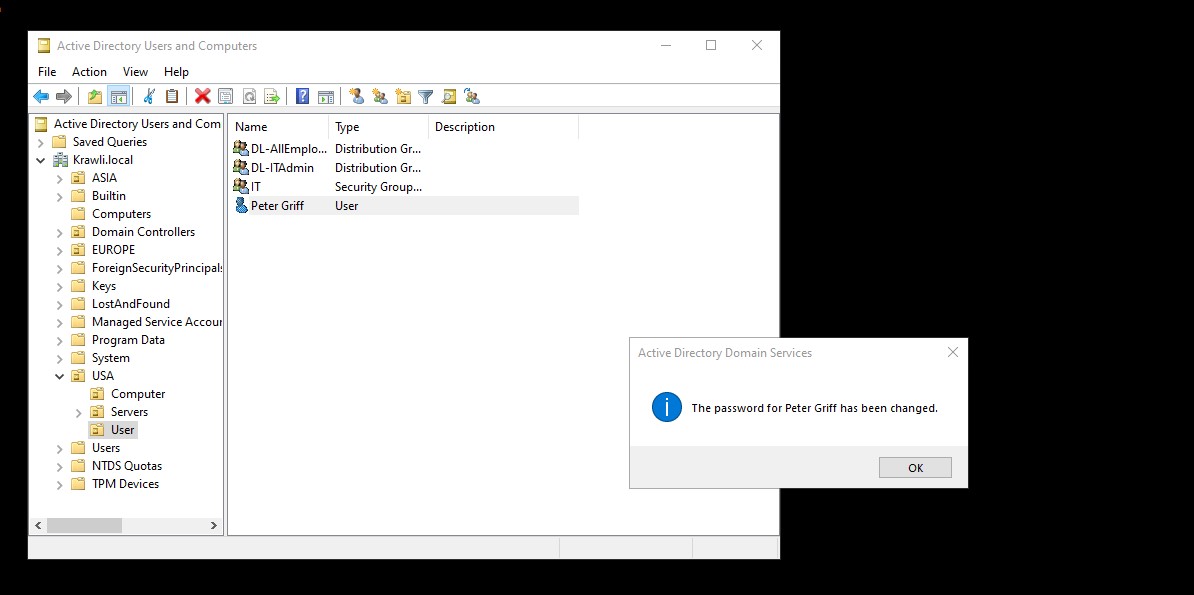 Active Directory Users and Computers
File Action View Help
Active Directory Users and Com
Saved Queries
Krawli.local
ASIA
Builtin
Computers
Domain Controllers
EUROPE
ForeignSecurityPrincipals
Keys
LostAndFound
Managed Service Accour
Program Data
System
USA
Computer
Servers
User
Users
NTDS Quotas
TPM Devices
Name Type Description
DL-AllEmplo... Distribution Gr...
DL-ITAdmin Distribution Gr...
IT Security Group...
Peter Griff User
Active Directory Domain Services
The password for Peter Griff has been changed.
OK